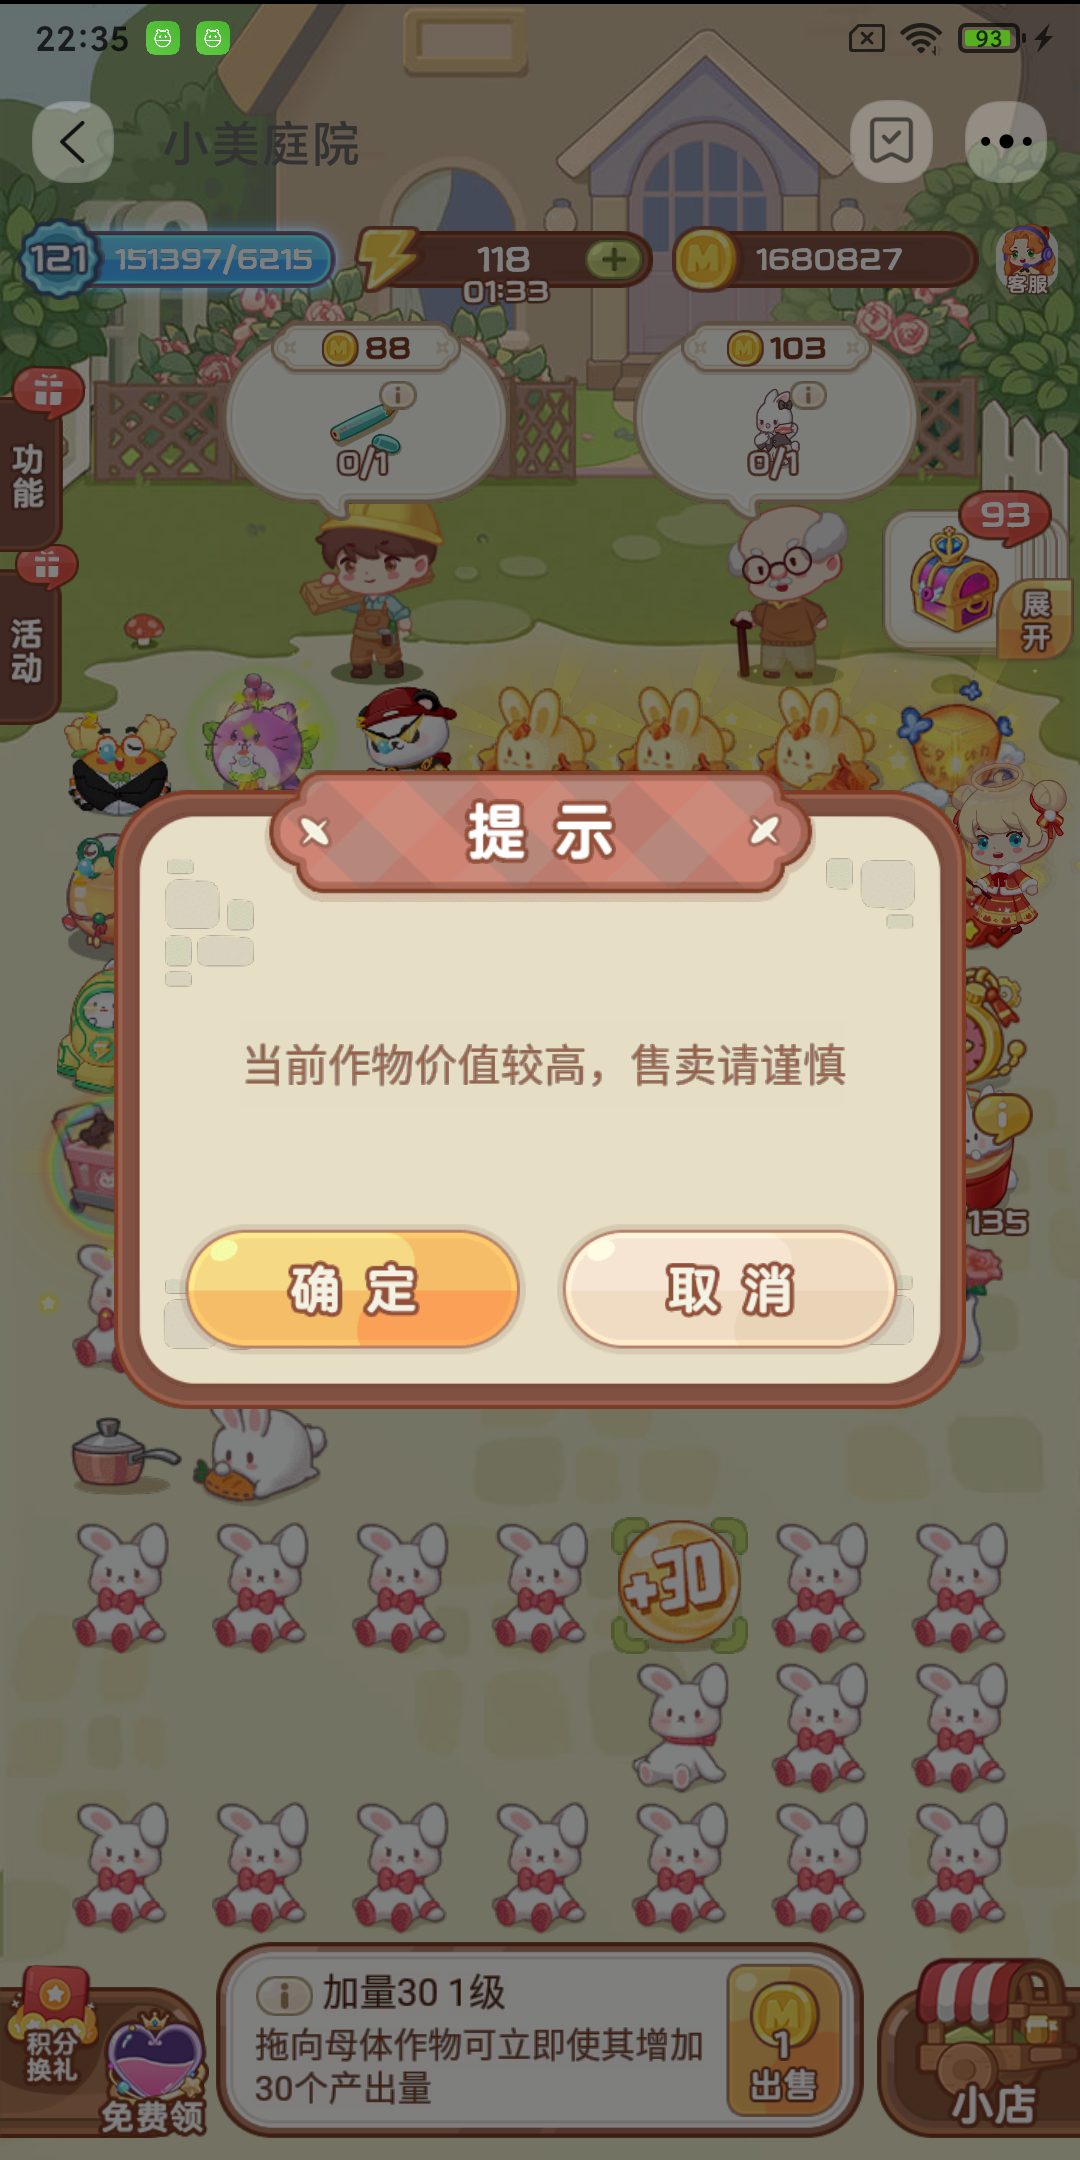 22:35
93
小美庭院
121
151397/6215
118
01:33
1680827
客服
88
103
0/1
0/1
功能
93
展开
活动
提示
当前作物价值较高，售卖请谨慎
135
确定
取消
+30
加量30 1级
拖向母体作物可立即使其增加
30个产出量
1
出售
积分
换礼
免费领
小店